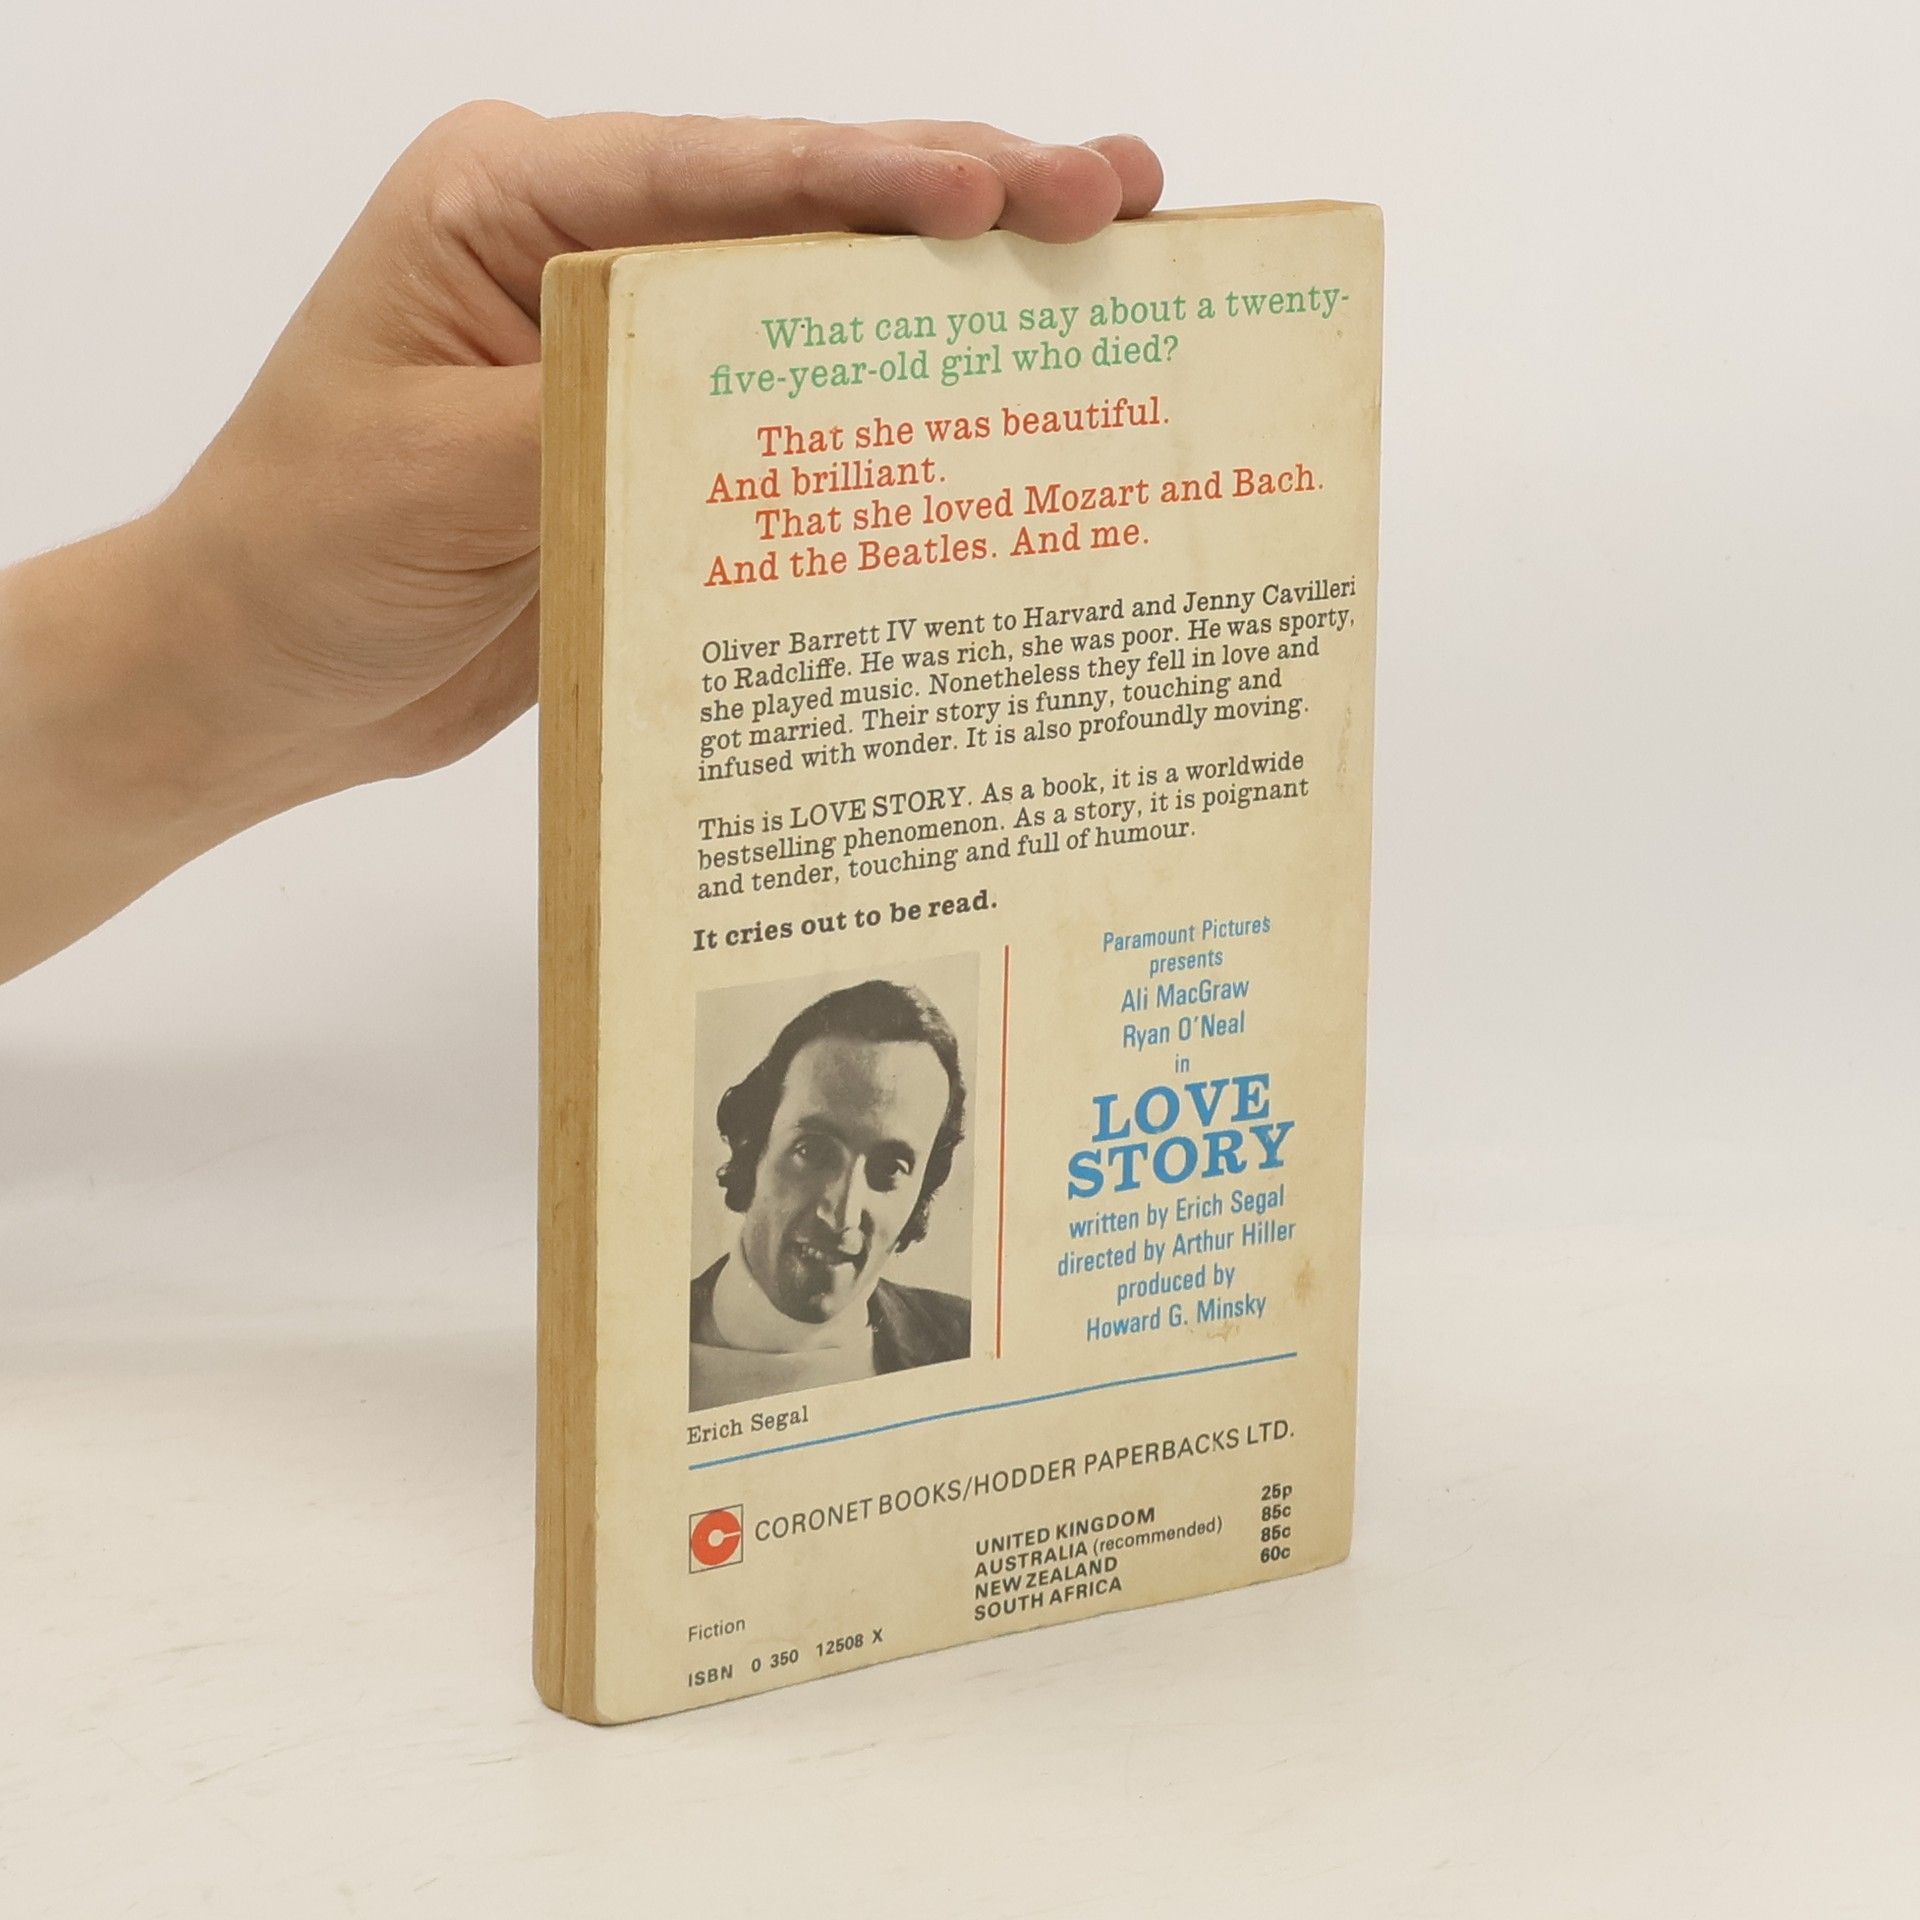 What can you say about a twenty-
five-year-old girl who died?
That she was beautiful.
And brilliant.
That she loved Mozart and Bach.
And the Beatles. And me.
Oliver Barrett IV went to Harvard and Jenny Cavilleri
to Radcliffe. He was rich, she was poor. He was sporty,
she played music. Nonetheless they fell in love and
got married. Their story is funny, touching and
infused with wonder. It is also profoundly moving.
This is LOVE STORY. As a book, it is a worldwide
bestselling phenomenon. As a story, it is poignant
and tender, touching and full of humour.
It cries out to be read.
Paramount Pictures
presents
Ali MacGraw
Ryan O'Neal
in
LOVE
STORY
written by Erich Segal
directed by Arthur Hiller
produced by
Howard G. Minsky
Erich Segal
CORONET BOOKS/HODDER PAPERBACKS LTD.
UNITED KINGDOM 25p
AUSTRALIA (recommended) 85c
NEW ZEALAND 85c
SOUTH AFRICA 60c
Fiction
ISBN 0 350 12508 X